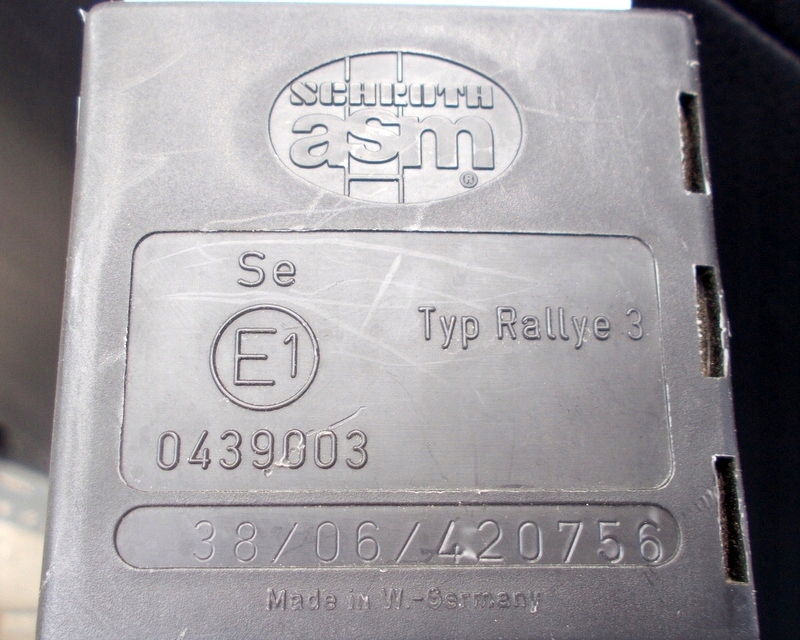 SCHROTH
asm®
Se
E1
Typ Rallye 3
0439003
38/06/420756
Made in W.-Germany